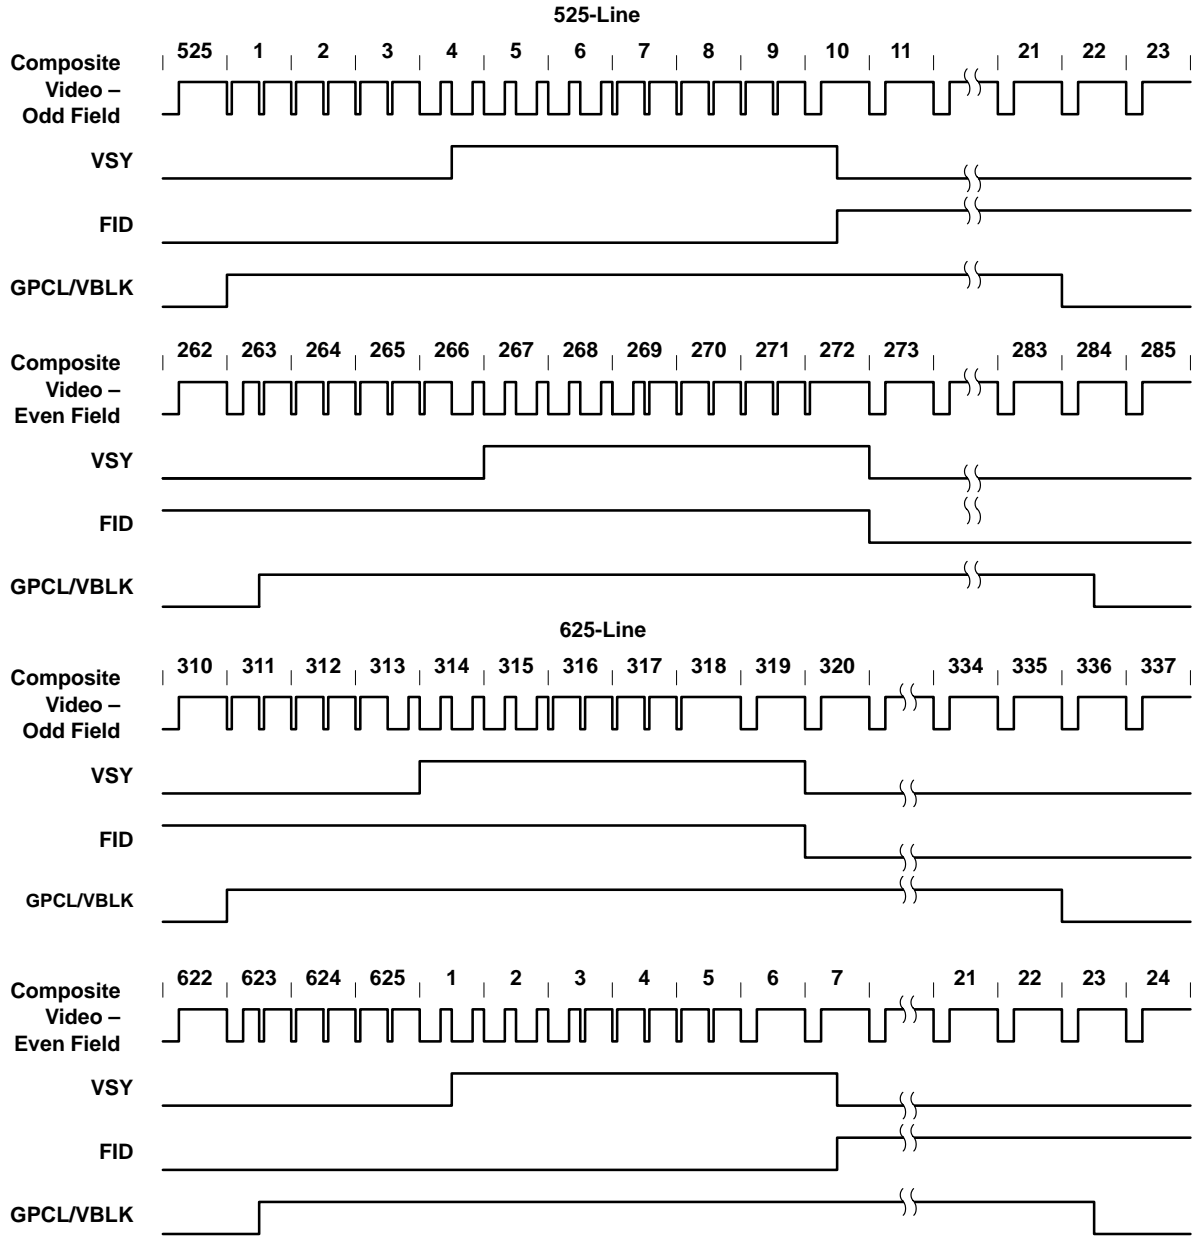 525-Line
525 1 2 3 4 5 6 7 8 9 10 11 21 22 23
Composite
Video –
Odd Field
VSY
FID
GPCL/VBLK
262 263 264 265 266 267 268 269 270 271 272 273 283 284 285
Composite
Video –
Even Field
VSY
FID
GPCL/VBLK
625-Line
310 311 312 313 314 315 316 317 318 319 320 334 335 336 337
Composite
Video –
Odd Field
VSY
FID
GPCL/VBLK
622 623 624 625 1 2 3 4 5 6 7 21 22 23 24
Composite
Video –
Even Field
VSY
FID
GPCL/VBLK